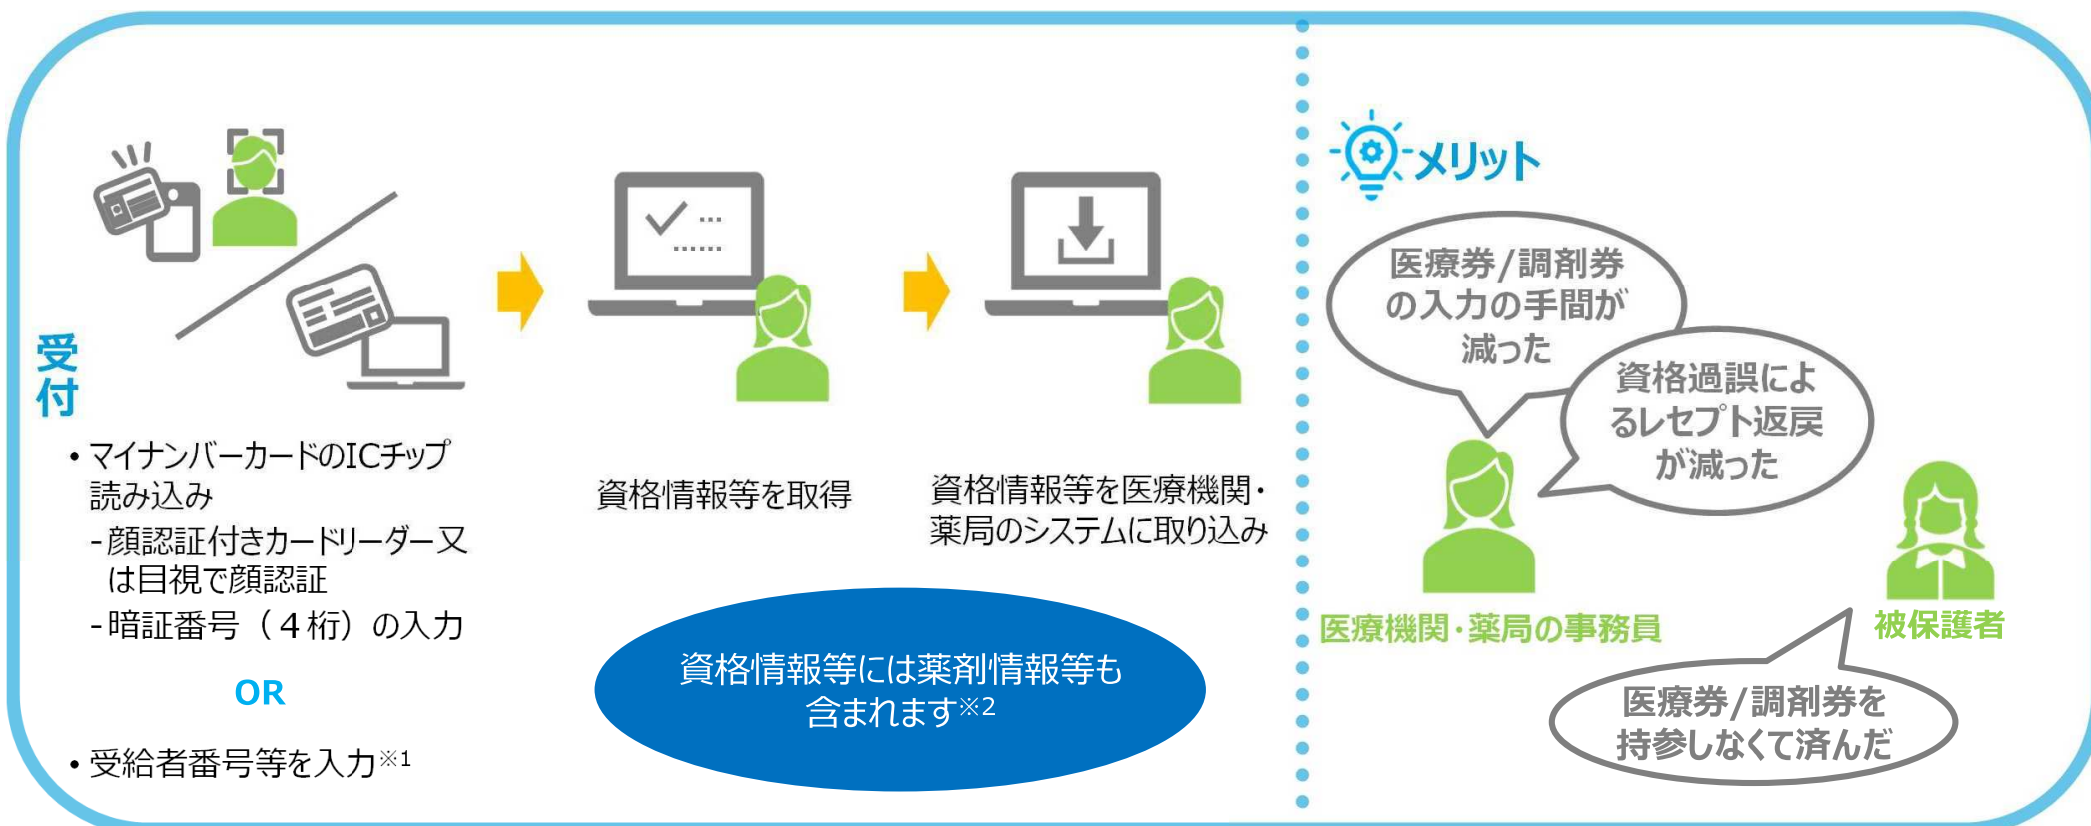 受付
• マイナンバーカードのICチップ
読み込み
-顔認証付きカードリーダー又
は目視で顔認証
-暗証番号（４桁）の入力
OR
• 受給者番号等を入力※1
資格情報等を取得
資格情報等を医療機関・
薬局のシステムに取り込み
資格情報等には薬剤情報等も
含まれます※2
メリット
医療券/調剤券
の入力の手間が
減った
資格過誤によ
るレセプト返戻
が減った
医療機関・薬局の事務員
被保護者
医療券/調剤券を
持参しなくて済んだ